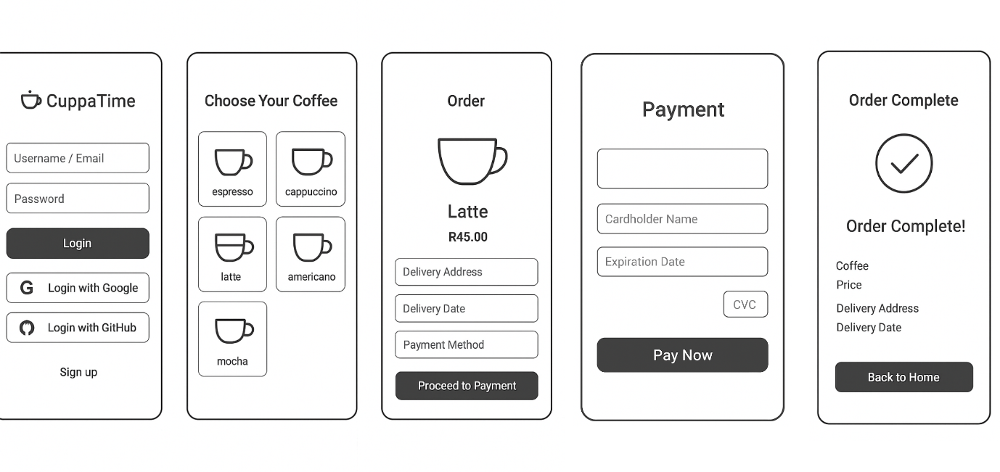 CuppaTime
Username / Email
Password
Login
G Login with Google
Login with GitHub
Sign up
Choose Your Coffee
espresso
cappuccino
latte
americano
mocha
Order
Latte
R45.00
Delivery Address
Delivery Date
Payment Method
Proceed to Payment
Payment
Cardholder Name
Expiration Date
CVC
Pay Now
Order Complete
Order Complete!
Coffee
Price
Delivery Address
Delivery Date
Back to Home